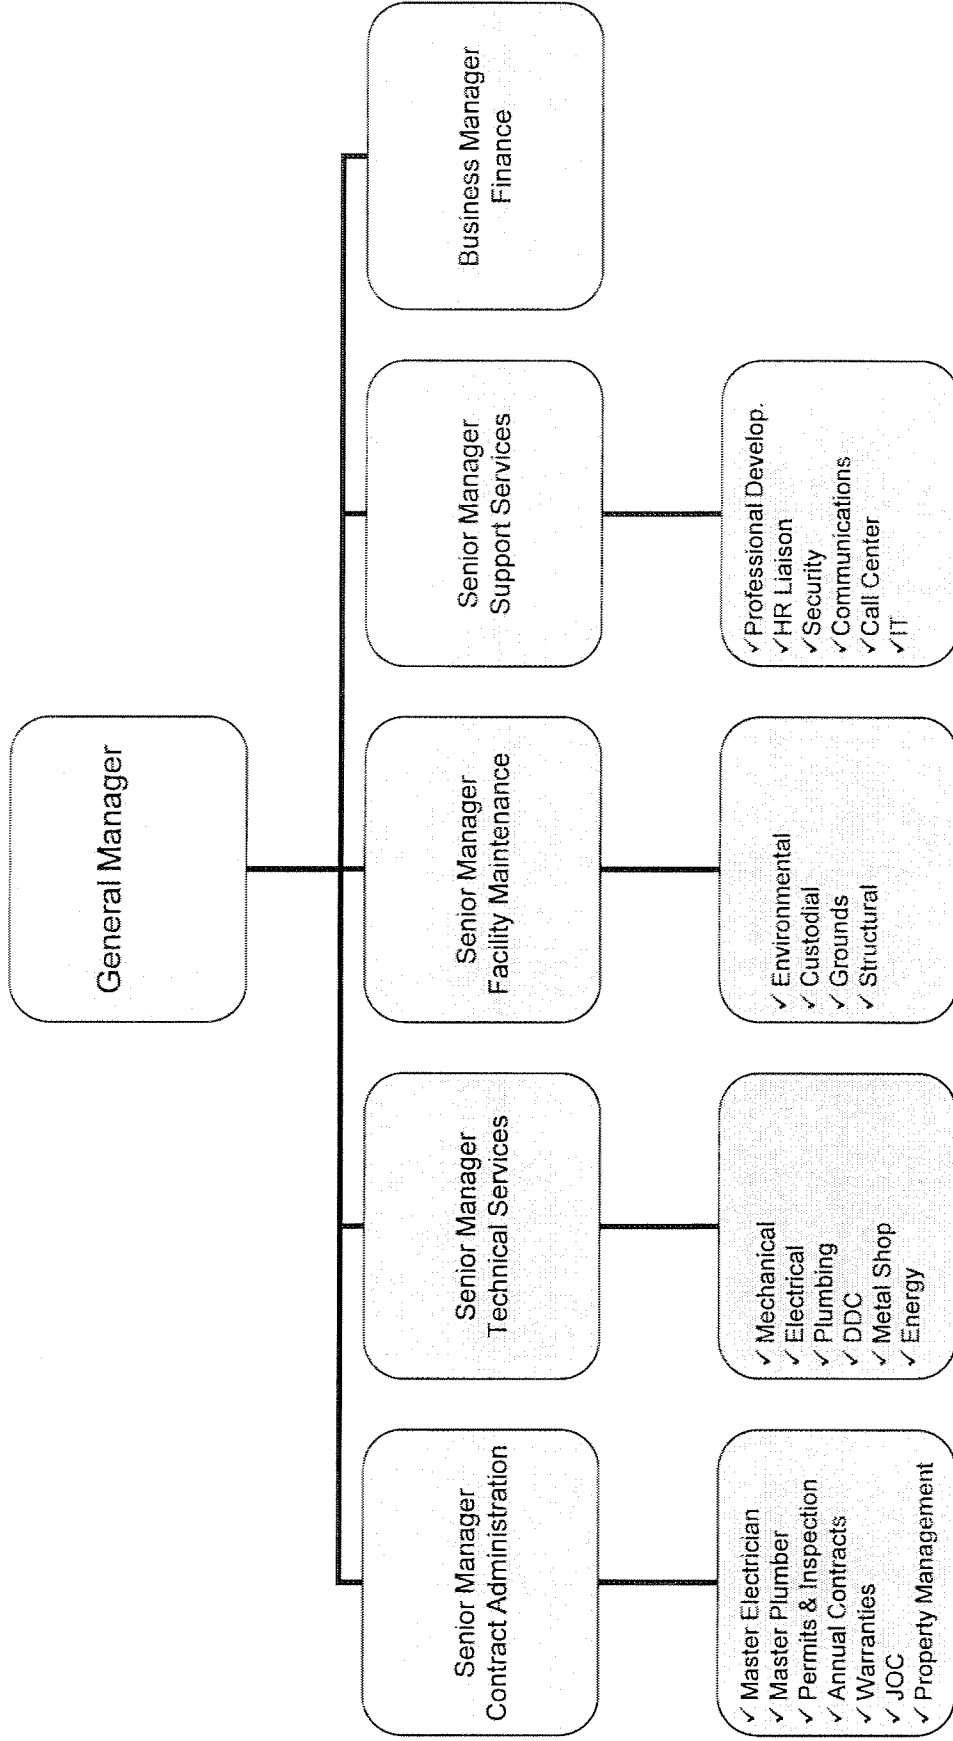 General Manager
Senior Manager
Contract Administration
Senior Manager
Technical Services
Senior Manager
Facility Maintenance
Senior Manager
Support Services
Business Manager
Finance
✓ Master Electrician
✓ Master Plumber
✓ Permits & Inspection
✓ Annual Contracts
✓ Warranties
✓ JOC
✓ Property Management
✓ Mechanical
✓ Electrical
✓ Plumbing
✓ DDC
✓ Metal Shop
✓ Energy
✓ Environmental
✓ Custodial
✓ Grounds
✓ Structural
✓Professional Develop.
✓HR Liaison
✓Security
✓Communications
✓Call Center
✓IT